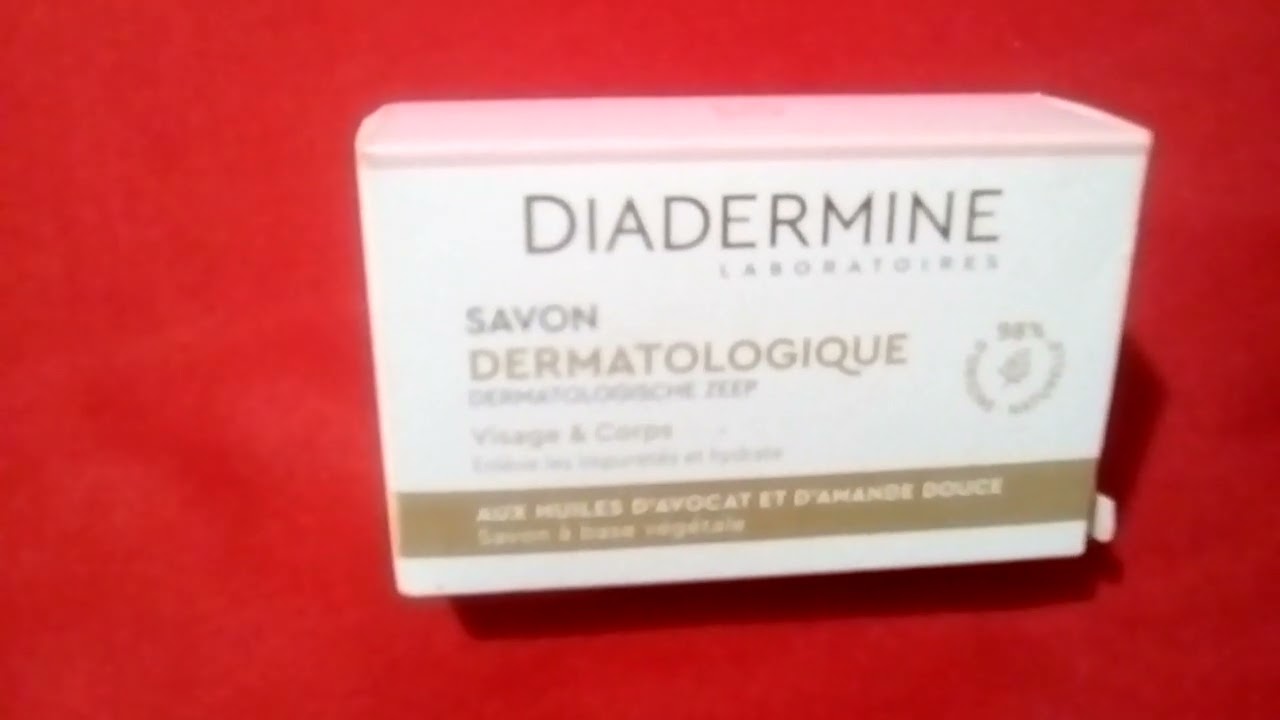 DIADERMINE
LABORATOIRES
SAVON
DERMATOLOGIQUE
DERMATOLOGISCHE ZEEP
98%
Visage & Corps
Enlève les impuretés et hydrate
AUX HUILES D'AVOCAT ET D'AMANDE DOUCE
Savon à base végétale